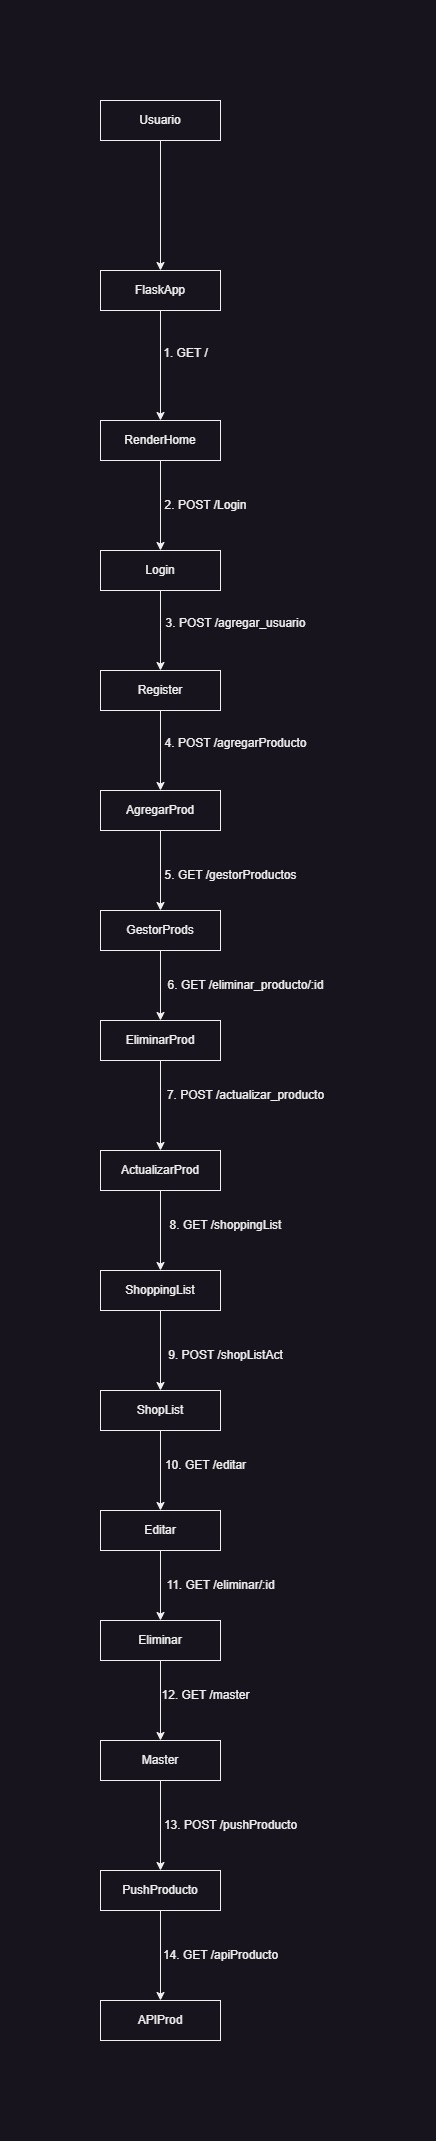 Usuario
FlaskApp
1. GET /
RenderHome
2. POST /Login
Login
3. POST /agregar_usuario
Register
4. POST /agregarProducto
AgregarProd
5. GET /gestorProductos
GestorProds
6. GET /eliminar_producto/:id
EliminarProd
7. POST /actualizar_producto
ActualizarProd
8. GET /shoppingList
ShoppingList
9. POST /shopListAct
ShopList
10. GET /editar
Editar
11. GET /eliminar/:id
Eliminar
12. GET /master
Master
13. POST /pushProducto
PushProducto
14. GET /apiProducto
APIProd